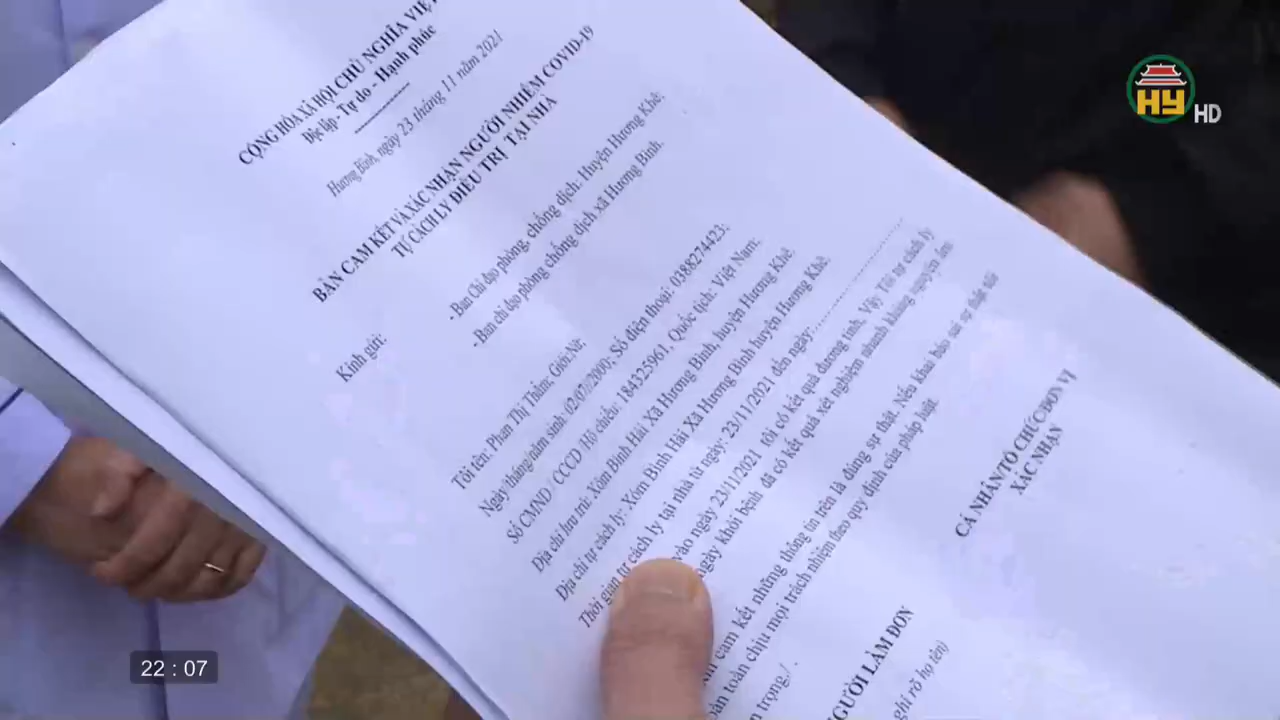 CỘNG HÒA XÃ HỘI CHỦ NGHĨA VIỆT
Độc lập - Tự do - Hạnh phúc
Hương Bình, ngày 23 tháng 11 năm 2021
BẢN CAM KẾT VÀ XÁC NHẬN NGƯỜI NHIỄM COVID-19
TỰ CÁCH LY ĐIỀU TRỊ TẠI NHÀ
Kính gửi:
- Ban Chỉ đạo phòng, chống dịch: Huyện Hương Khê;
- Ban chỉ đạo phòng chống dịch xã Hương Bình.
Tôi tên: Phan Thị Thắm; Giới: Nữ;
Ngày/tháng/năm sinh: 02/07/2000; Số điện thoại: 0388274423;
Số CMND/ CCCD/ Hộ chiếu: 184325961, Quốc tịch: Việt Nam;
Địa chỉ lưu trú: Xóm Bình Hải Xã Hương Bình, huyện Hương Khê
Địa chỉ tự cách ly: Xóm Bình Hải Xã Hương Bình huyện Hương Khê,
Thời gian tự cách ly tại nhà từ ngày: 23/11/2021 đến ngày:
vào ngày 23/11/2021 tôi có kết quả dương tính, Vậy Tôi tự cách ly
ngày khỏi bệnh đã có kết quả xét nghiệm nhanh kháng nguyên âm
cam kết những thông tin trên là đúng sự thật. Nếu khai báo sai sự thật tôi
toàn chịu mọi trách nhiệm theo quy định của pháp luật.
trọng./.
CÁ NHÂN/TỔ CHỨC/ĐƠN VỊ
XÁC NHẬN
NGƯỜI LÀM ĐƠN
ghi rõ họ tên)
HY HD
22 : 07